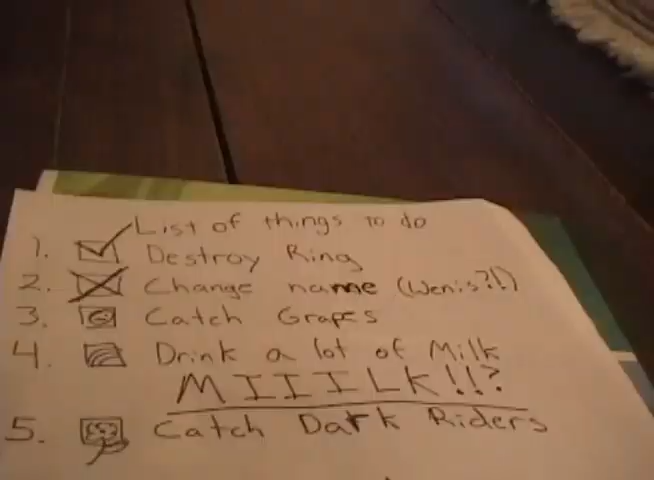 List of things to do
1. Destroy Ring
2. Change name (Wenis?!)
3. Catch Grapes
4. Drink a lot of Milk
MIIILK!!?
5. Catch Dark Riders